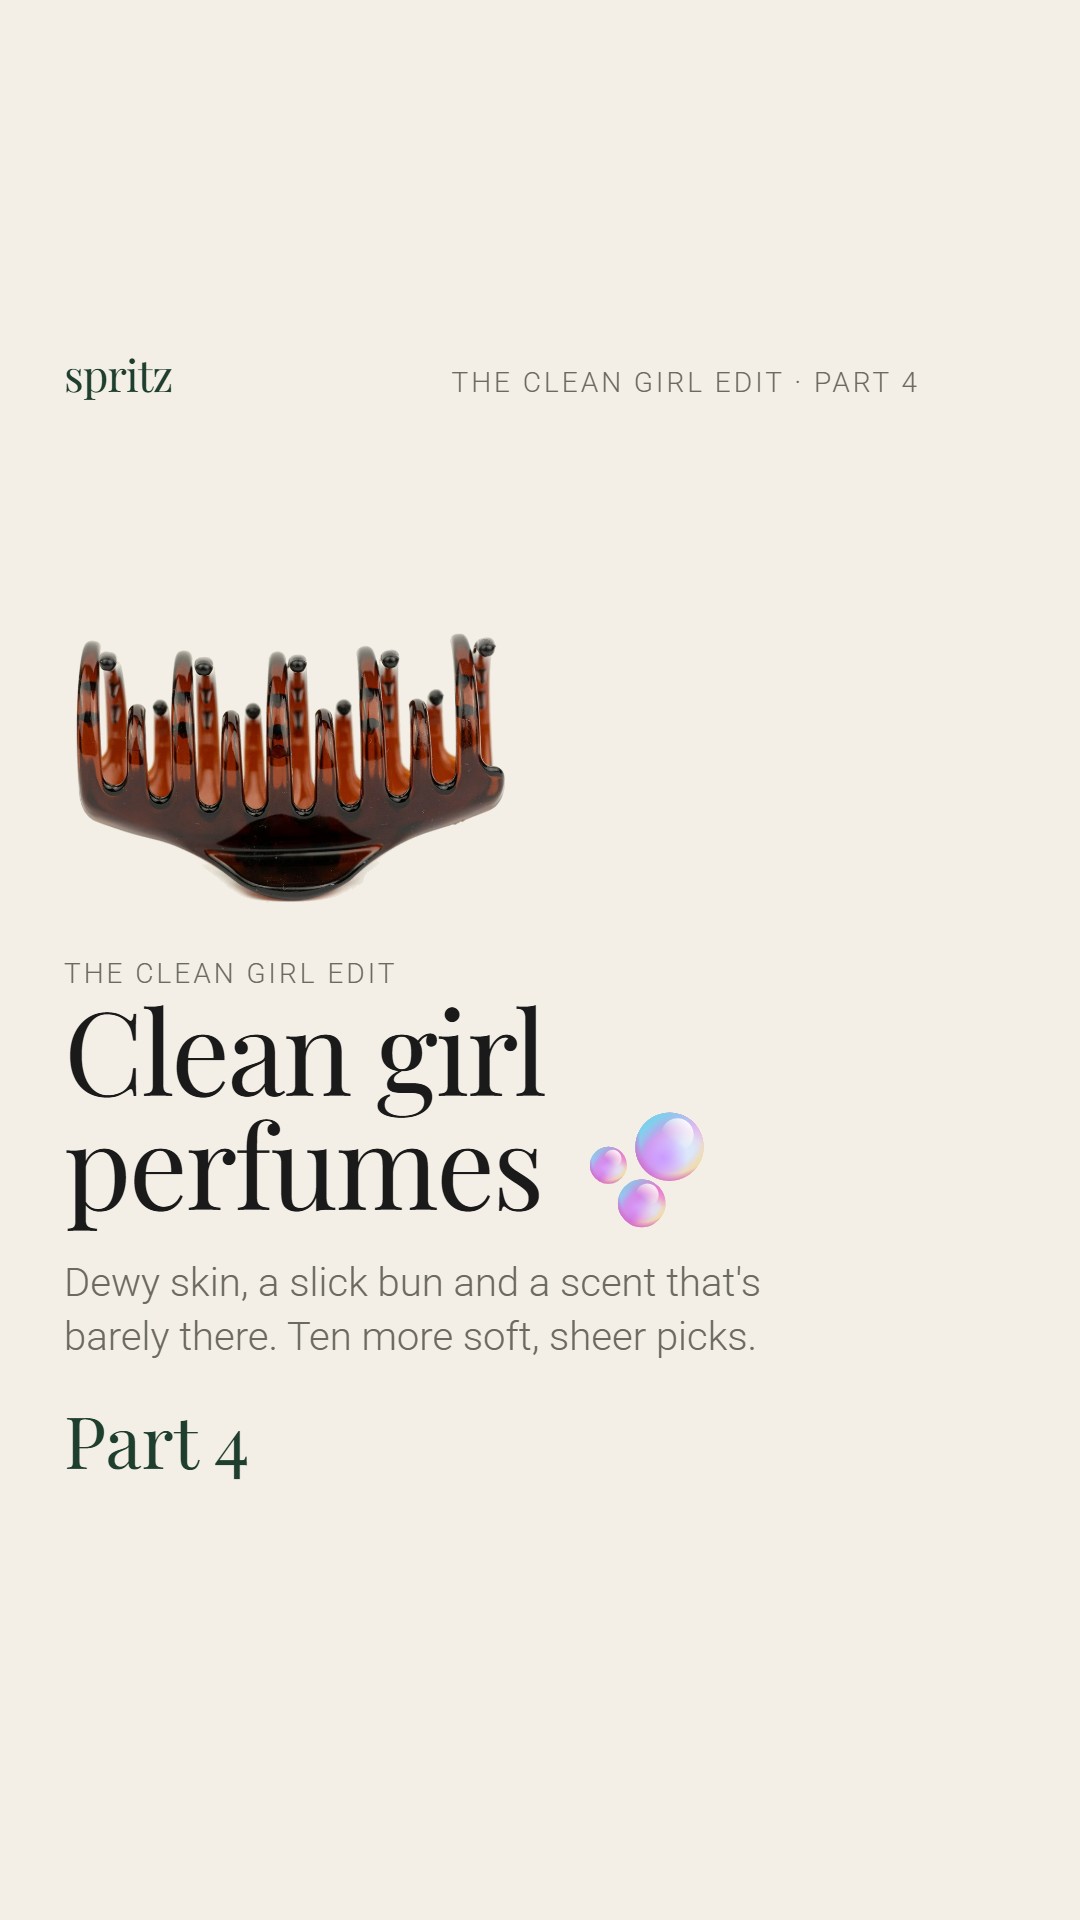 spritz
THE CLEAN GIRL EDIT · PART 4
THE CLEAN GIRL EDIT
Clean girl
perfumes
Dewy skin, a slick bun and a scent that's
barely there. Ten more soft, sheer picks.
Part 4